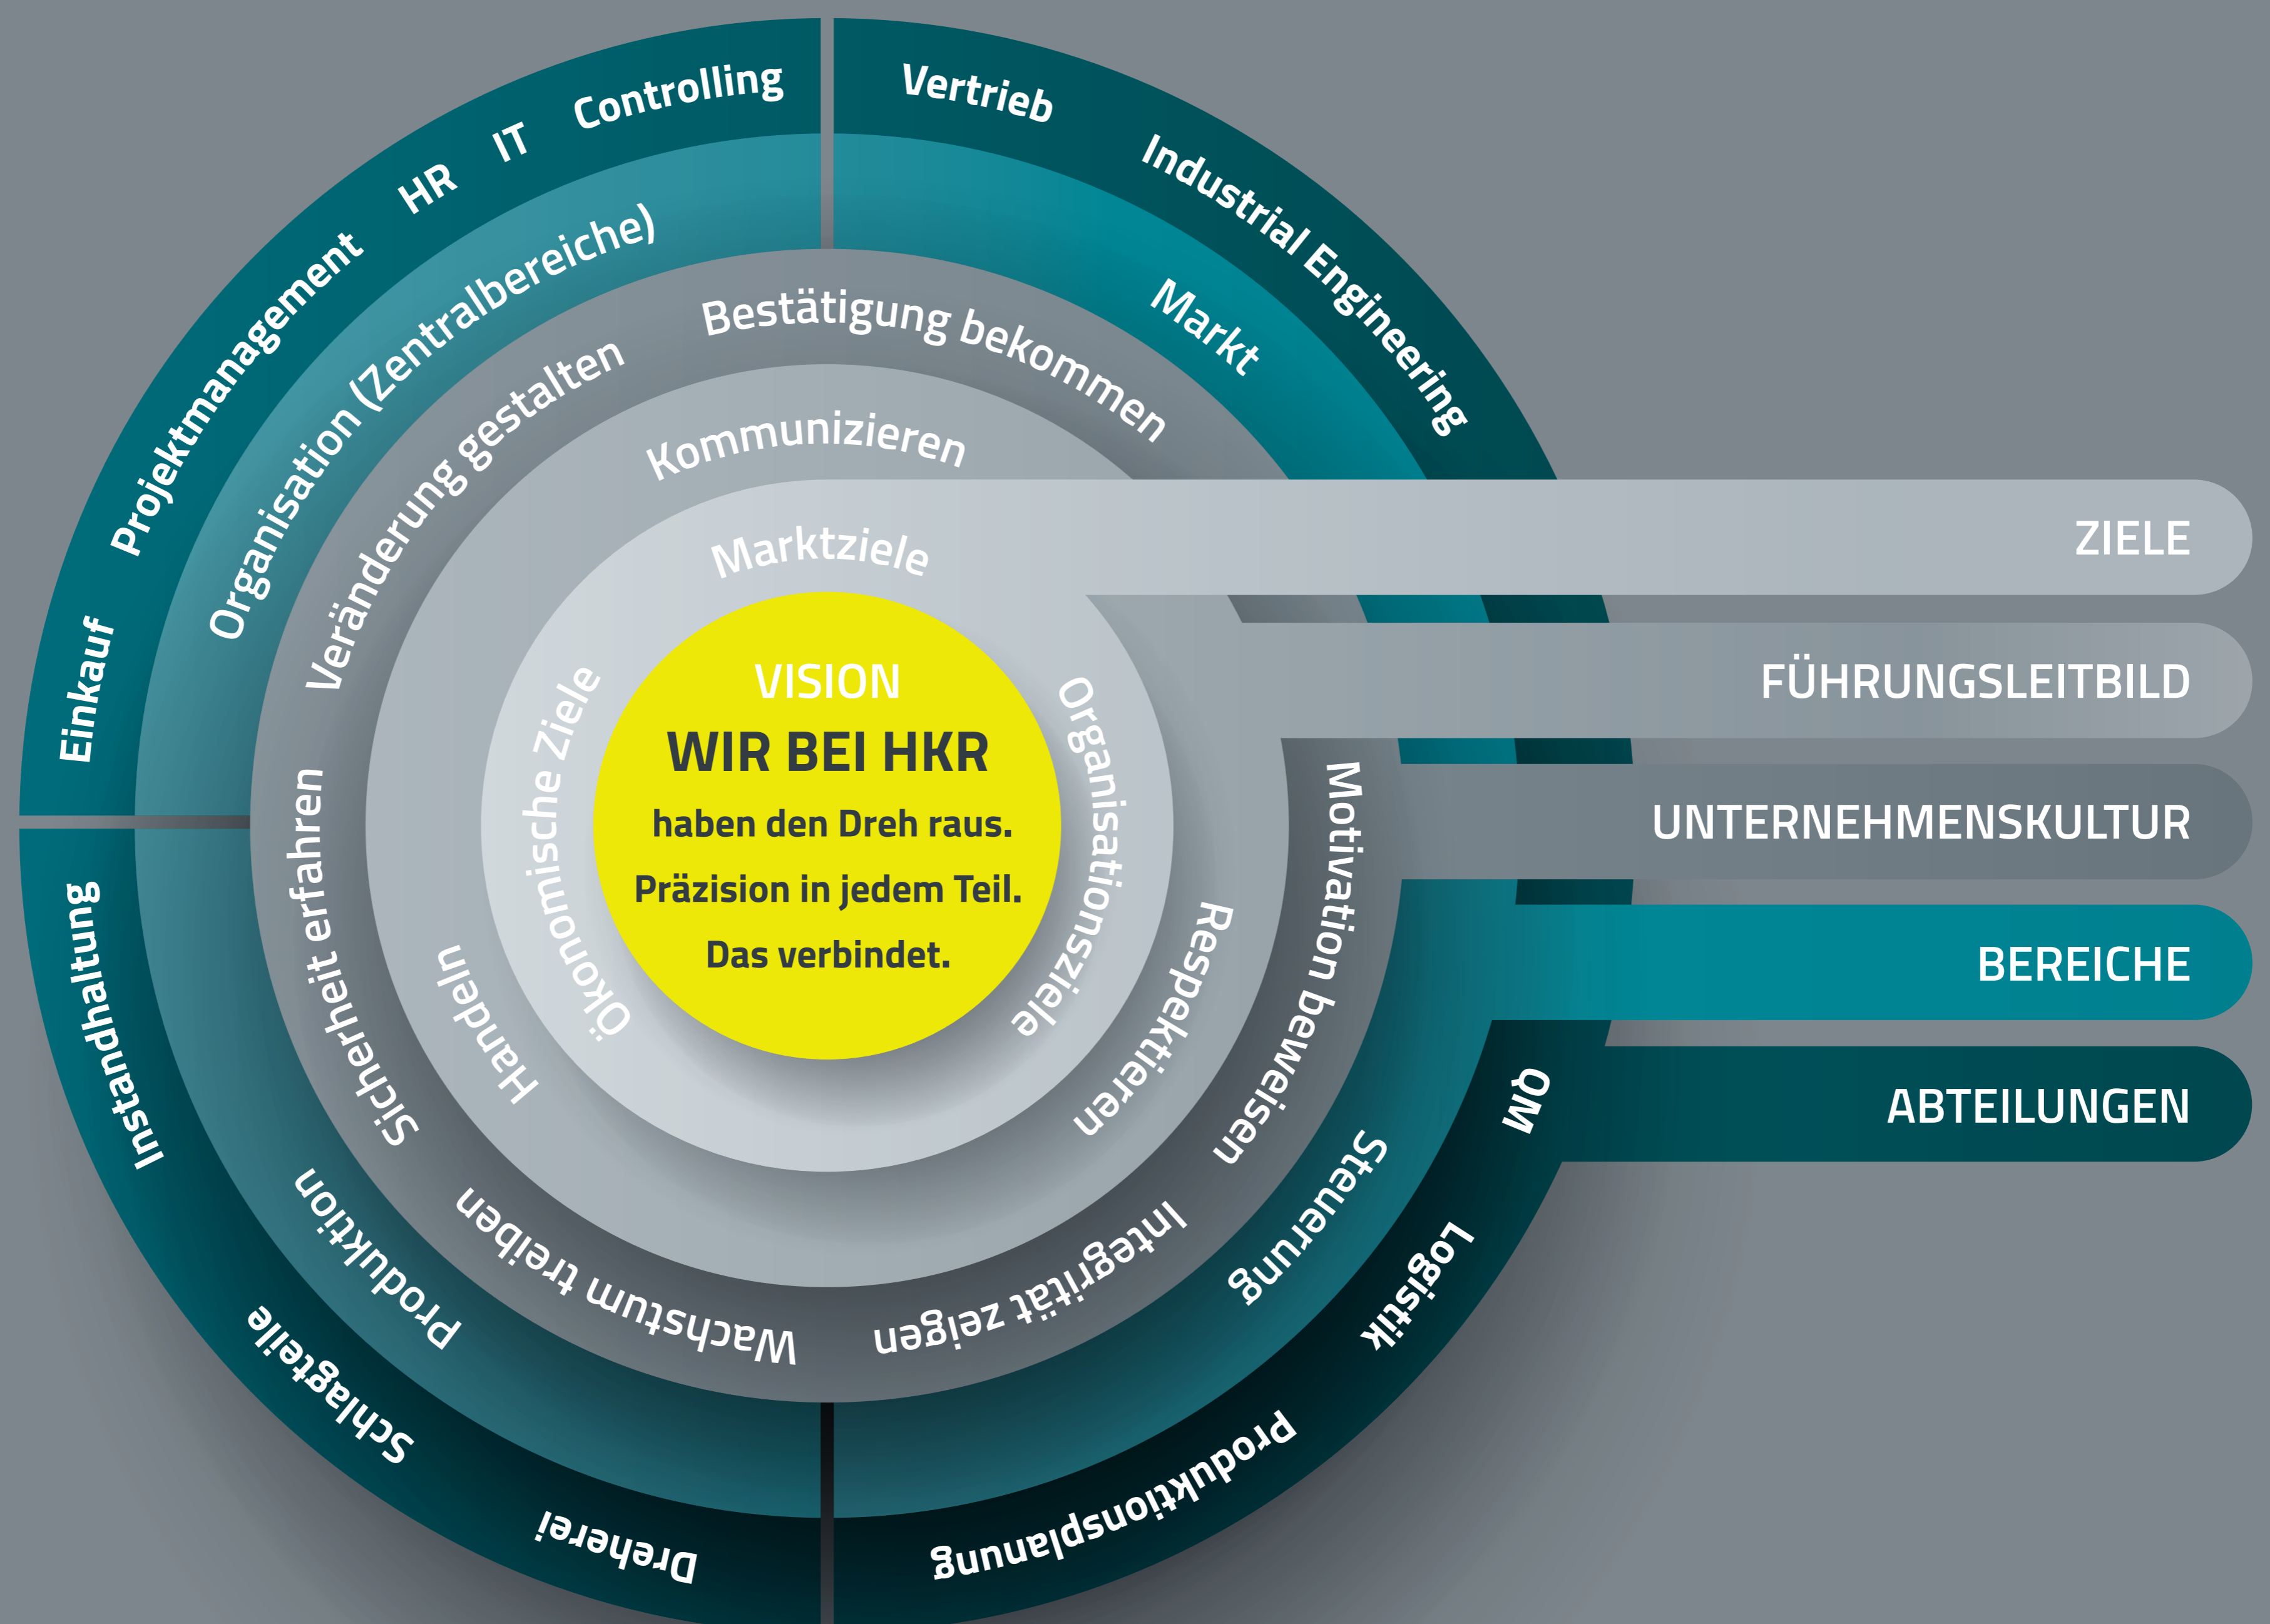 VISION
WIR BEI HKR
haben den Dreh raus.
Präzision in jedem Teil.
Das verbindet.
ZIELE
Ökonomische Ziele
Marktziele
Organisationsziele
FÜHRUNGSLEITBILD
Handeln
Kommunizieren
Respektieren
UNTERNEHMENSKULTUR
Sicherheit erfahren
Veränderung gestalten
Bestätigung bekommen
Motivation beweisen
Integrität zeigen
Wachstum treiben
BEREICHE
Organisation (Zentralbereiche)
Markt
Steuerung
Produktion
ABTEILUNGEN
Einkauf
Projektmanagement
HR
IT
Controlling
Vertrieb
Industrial Engineering
QM
Logistik
Produktionsplanung
Dreherei
Schlagteile
Instandhaltung